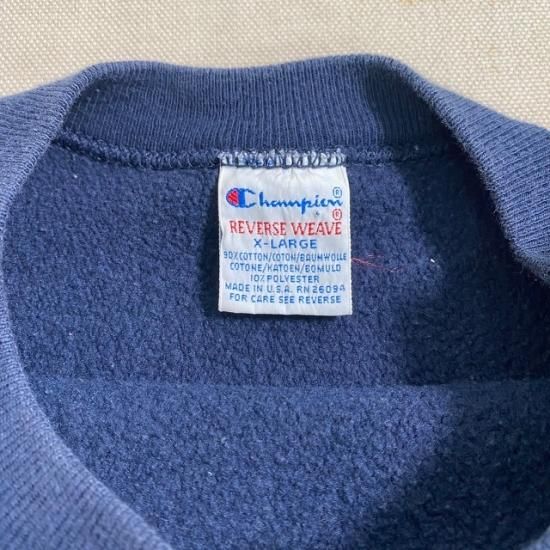 Champion®
REVERSE WEAVE®
X-LARGE
90% COTTON/COTON/BAUMWOLLE
COTONE/KATOEN/BOMULD
10% POLYESTER
MADE IN U.S.A. RN 26094
FOR CARE SEE REVERSE